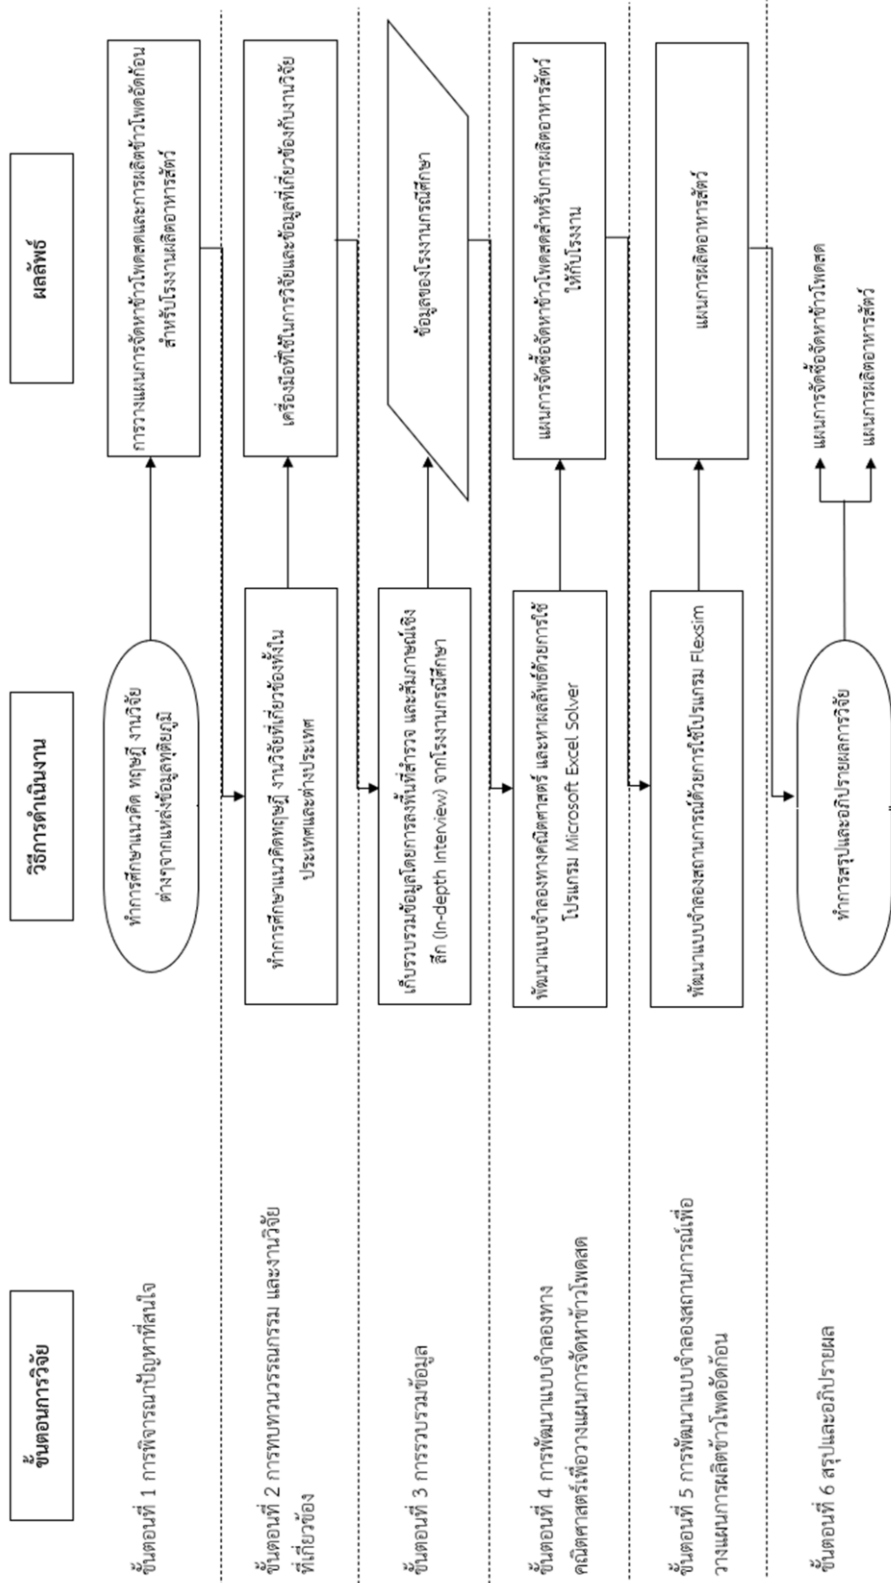 ขั้นตอนการวิจัย
วิธีการดำเนินงาน
ผลลัพธ์
ขั้นตอนที่ 1 การพิจารณาปัญหาที่สนใจ
ทำการศึกษาแนวคิด ทฤษฎี งานวิจัย
ต่างๆจากแหล่งข้อมูลทุติยภูมิ
การวางแผนการจัดหาข้าวโพดสดและการผลิตข้าวโพดอัดก้อน
สำหรับโรงงานผลิตอาหารสัตว์
ขั้นตอนที่ 2 การทบทวนวรรณกรรม และงานวิจัย
ที่เกี่ยวข้อง
ทำการศึกษาแนวคิดทฤษฎี งานวิจัยที่เกี่ยวข้องทั้งใน
ประเทศและต่างประเทศ
เครื่องมือที่ใช้ในการวิจัยและข้อมูลที่เกี่ยวข้องกับงานวิจัย
ขั้นตอนที่ 3 การรวบรวมข้อมูล
เก็บรวบรวมข้อมูลโดยการลงพื้นที่สำรวจ และสัมภาษณ์เชิง
ลึก (In-depth Interview) จากโรงงานกรณีศึกษา
ข้อมูลของโรงงานกรณีศึกษา
ขั้นตอนที่ 4 การพัฒนาแบบจำลองทาง
คณิตศาสตร์เพื่อวางแผนการจัดหาข้าวโพดสด
พัฒนาแบบจำลองทางคณิตศาสตร์ และหาผลลัพธ์ด้วยการใช้
โปรแกรม Microsoft Excel Solver
แผนการจัดซื้อจัดหาข้าวโพดสดสำหรับการผลิตอาหารสัตว์
ให้กับโรงงาน
ขั้นตอนที่ 5 การพัฒนาแบบจำลองสถานการณ์เพื่อ
วางแผนการผลิตข้าวโพดอัดก้อน
พัฒนาแบบจำลองสถานการณ์ด้วยการใช้โปรแกรม Flexsim
แผนการผลิตอาหารสัตว์
ขั้นตอนที่ 6 สรุปและอภิปรายผล
ทำการสรุปและอภิปรายผลการวิจัย
แผนการจัดซื้อจัดหาข้าวโพดสด
แผนการผลิตอาหารสัตว์